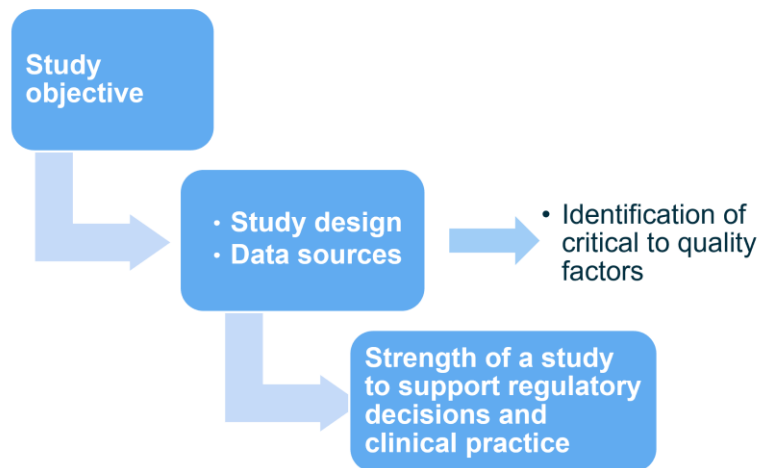 Study
objective
• Study design
• Data sources
• Identification of
critical to quality
factors
Strength of a study
to support regulatory
decisions and
clinical practice